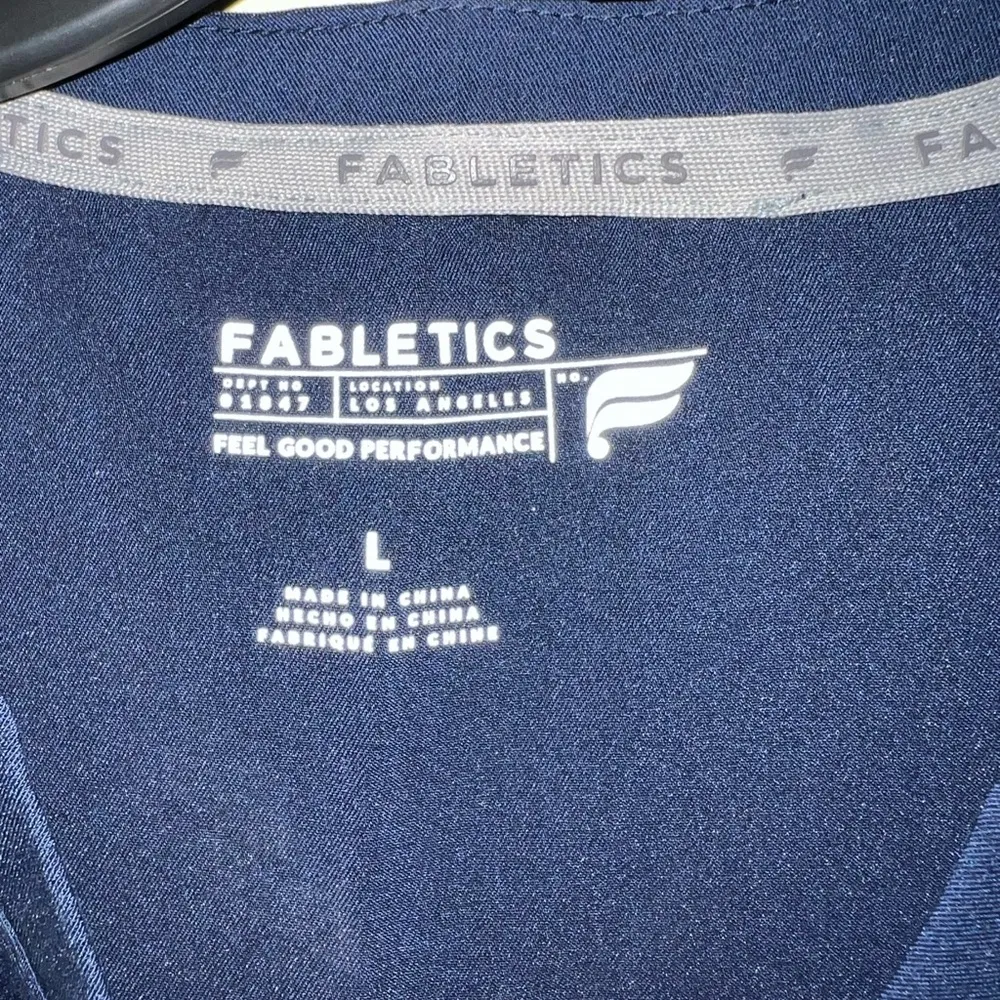 TICS FABLETICS FA
FABLETICS
DEPT NO
LOCATION
NO.
LOS ANGELES
FEEL GOOD PERFORMANCE
L
MADE IN CHINA
HECHO EN CHINA
FABRIQUÉ EN CHINE